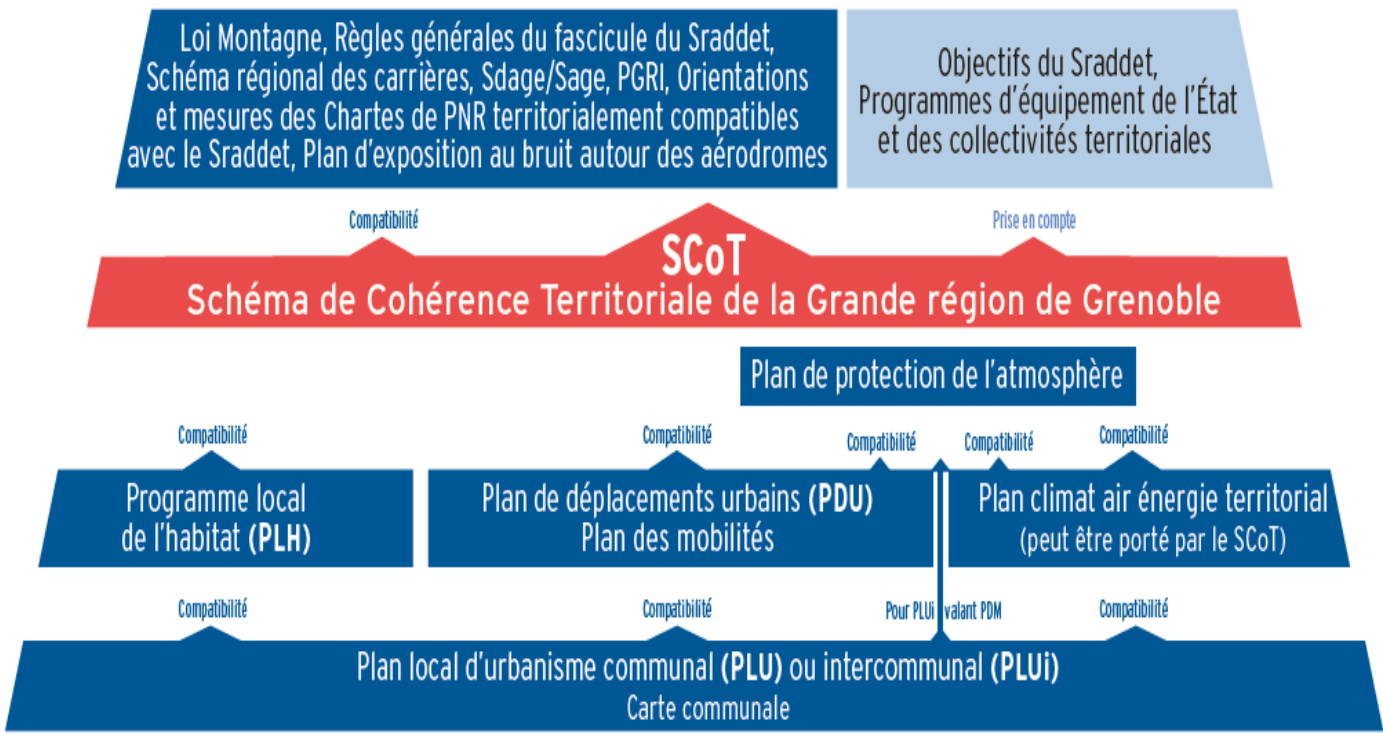 Loi Montagne, Règles générales du fascicule du Sraddet,
Schéma régional des carrières, Sdage/Sage, PGRI, Orientations
et mesures des Chartes de PNR territorialement compatibles
avec le Sraddet, Plan d'exposition au bruit autour des aérodromes
Objectifs du Sraddet,
Programmes d'équipement de l'État
et des collectivités territoriales
Compatibilité
Prise en compte
SCoT
Schéma de Cohérence Territoriale de la Grande région de Grenoble
Plan de protection de l'atmosphère
Compatibilité
Compatibilité
Compatibilité
Compatibilité
Compatibilité
Programme local
de l'habitat (PLH)
Plan de déplacements urbains (PDU)
Plan des mobilités
Plan climat air énergie territorial
(peut être porté par le SCoT)
Compatibilité
Compatibilité
Pour PLUi valant PDM
Compatibilité
Plan local d'urbanisme communal (PLU) ou intercommunal (PLUi)
Carte communale